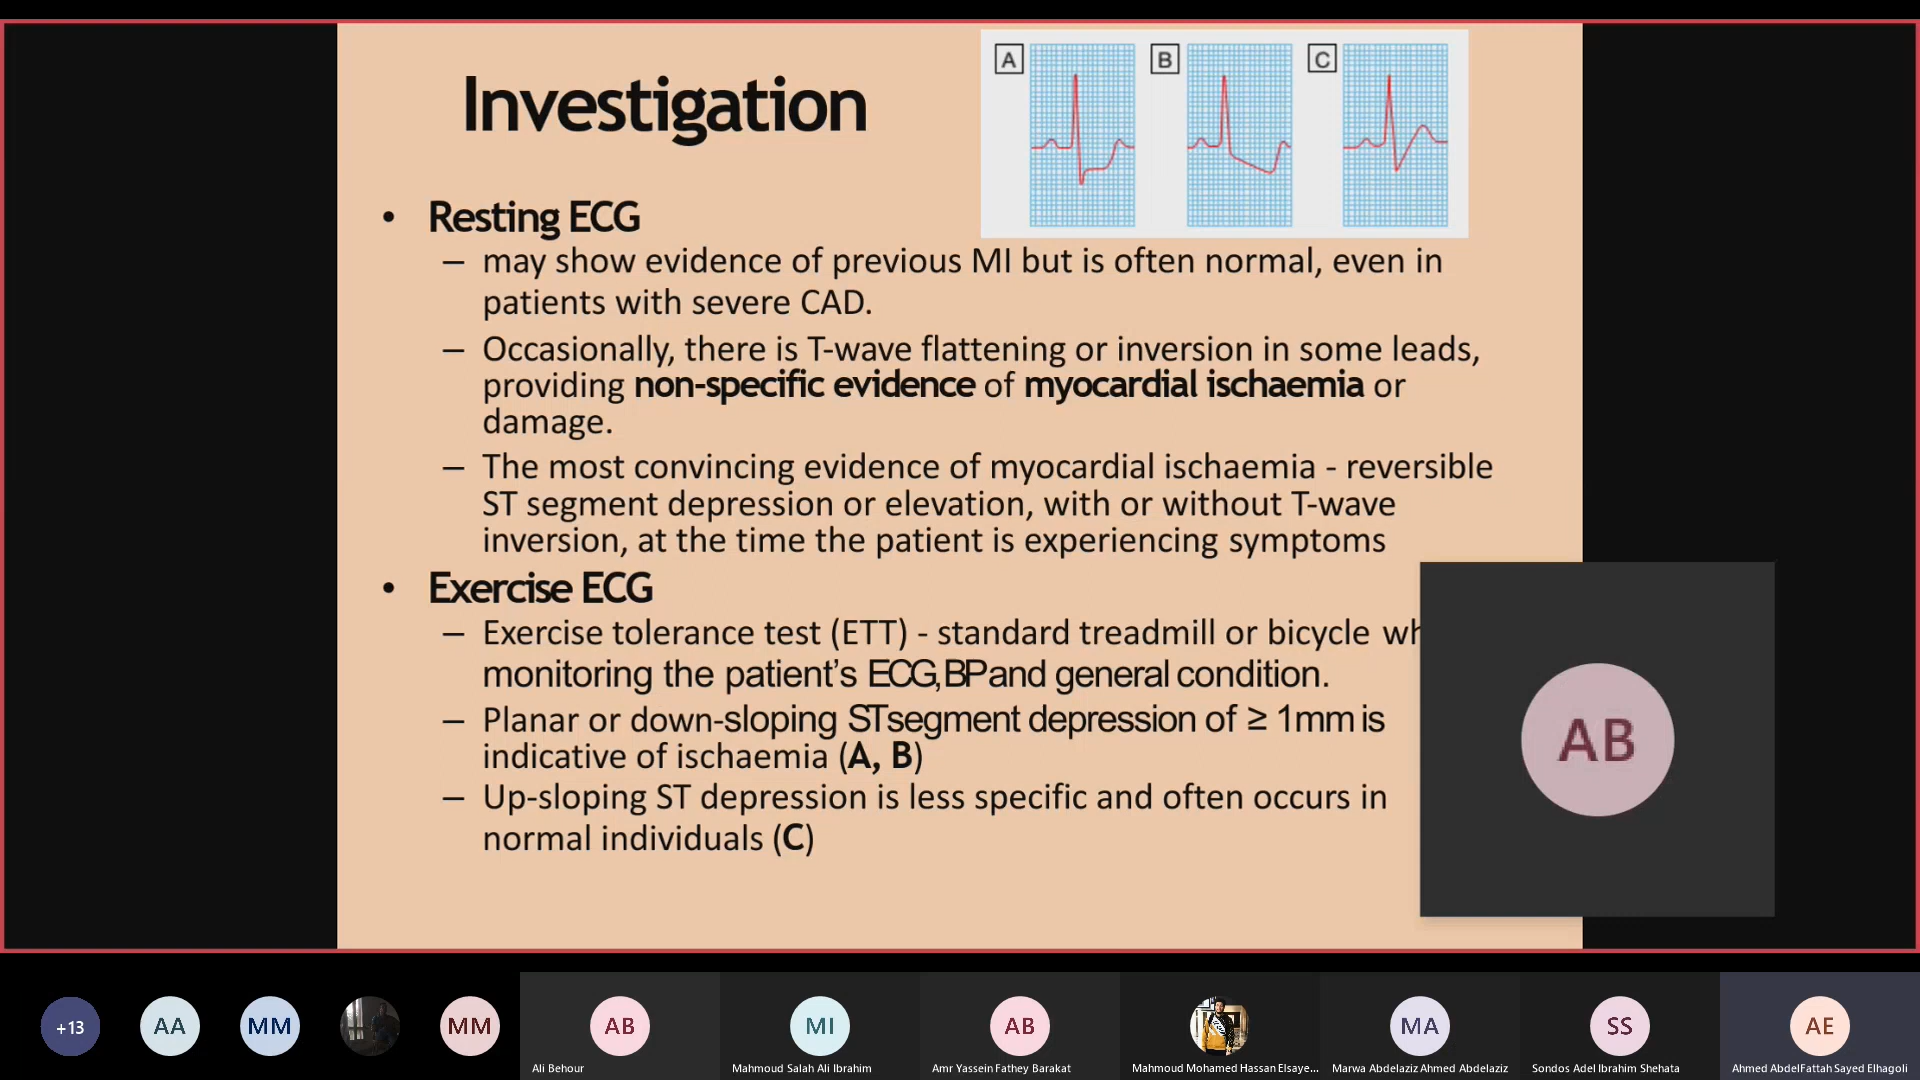 A
B
C
Investigation
• Resting ECG
– may show evidence of previous MI but is often normal, even in
patients with severe CAD.
– Occasionally, there is T-wave flattening or inversion in some leads,
providing non-specific evidence of myocardial ischaemia or
damage.
– The most convincing evidence of myocardial ischaemia - reversible
ST segment depression or elevation, with or without T-wave
inversion, at the time the patient is experiencing symptoms
• Exercise ECG
– Exercise tolerance test (ETT) - standard treadmill or bicycle wh
monitoring the patient’s ECG, BP and general condition.
– Planar or down-sloping ST segment depression of ≥ 1mm is
indicative of ischaemia (A, B)
– Up-sloping ST depression is less specific and often occurs in
normal individuals (C)
AB
+13
AA
MM
MM
AB
MI
AB
MA
SS
AE
Ali Behour
Mahmoud Salah Ali Ibrahim
Amr Yassein Fathey Barakat
Mahmoud Mohamed Hassan Elsaye...
Marwa Abdelaziz Ahmed Abdelaziz
Sondos Adel Ibrahim Shehata
Ahmed AbdelFattah Sayed Elhagoli